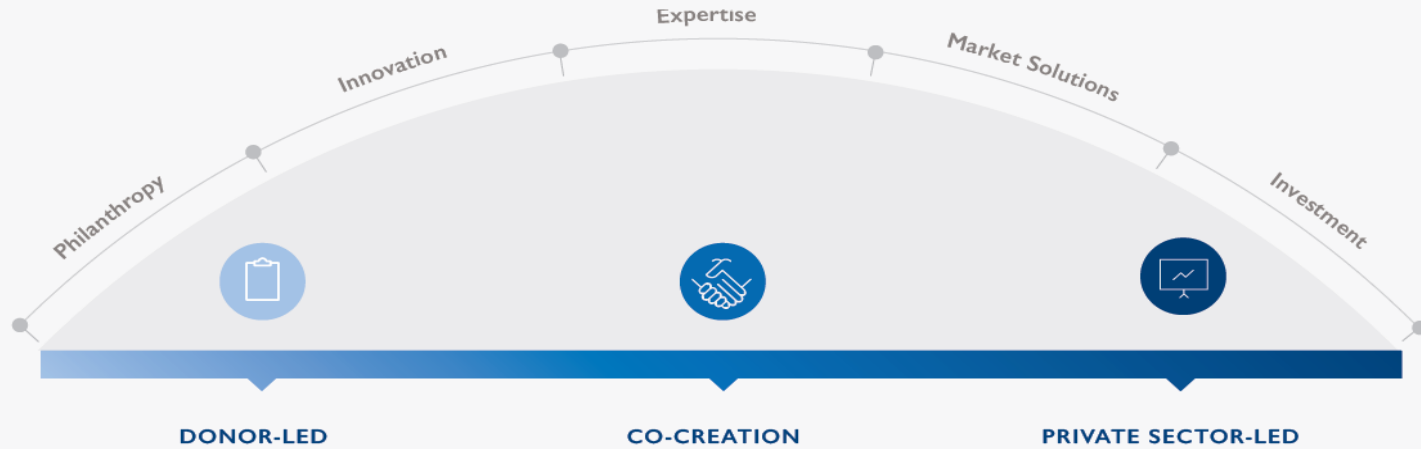 Expertise
Innovation
Market Solutions
Philanthropy
Investment
DONOR-LED
CO-CREATION
PRIVATE SECTOR-LED